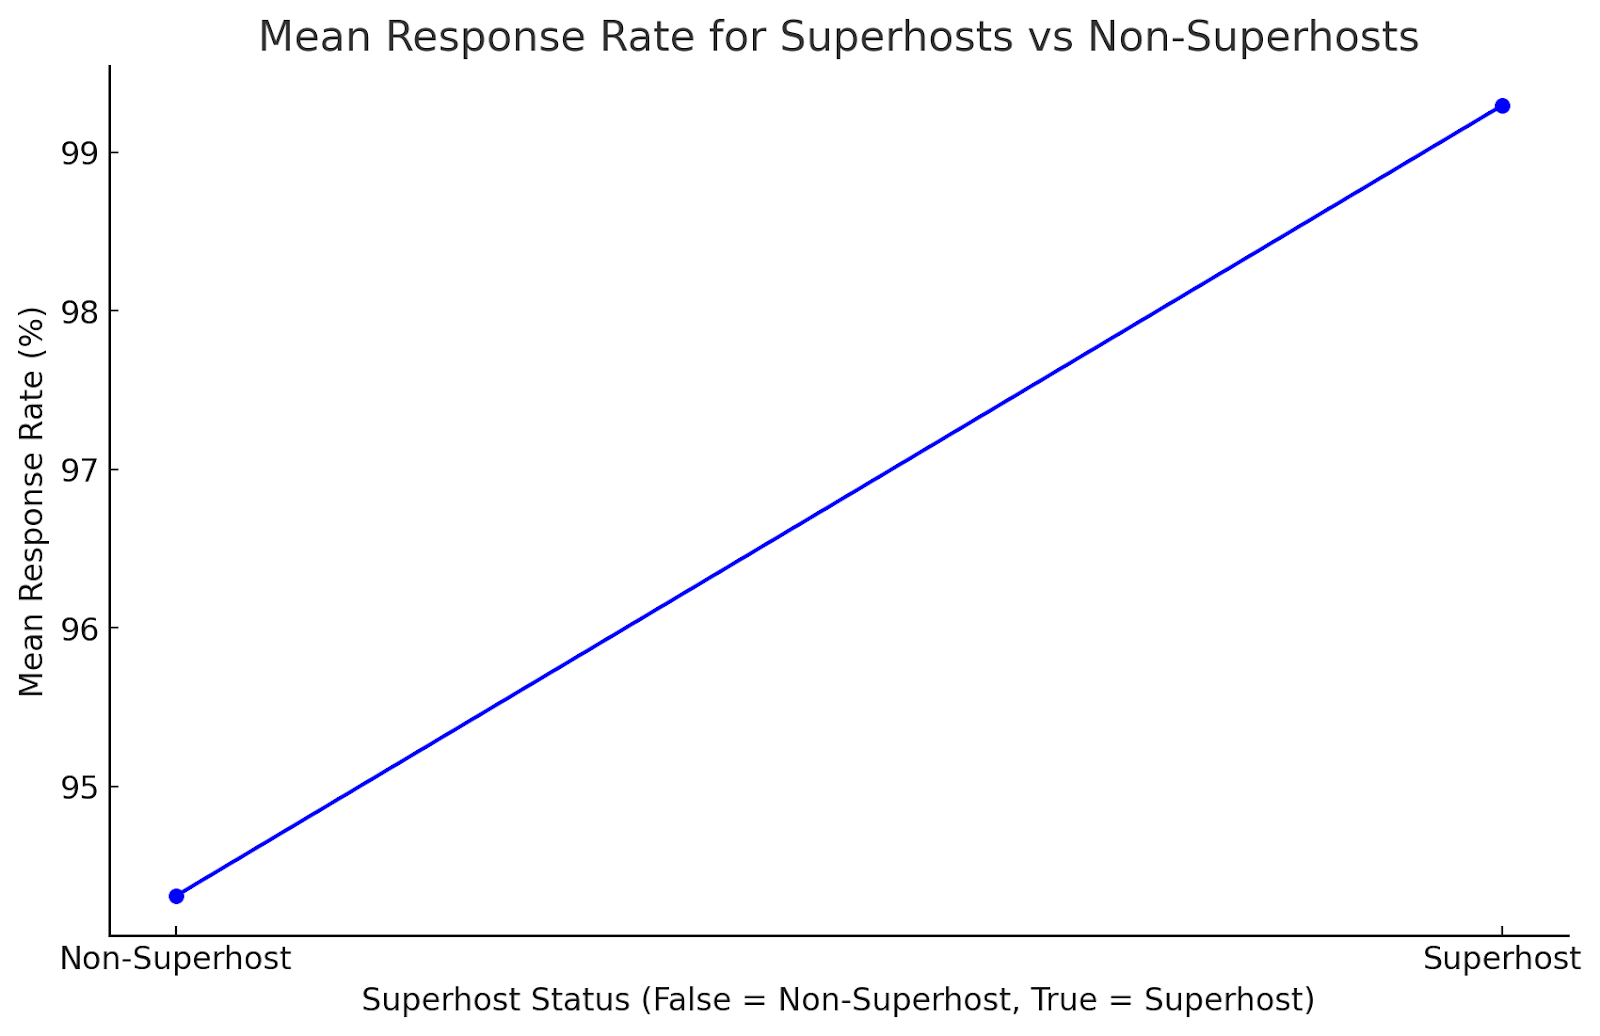 Mean Response Rate for Superhosts vs Non-Superhosts
Mean Response Rate (%)
99
98
97
96
95
Non-Superhost
Superhost
Superhost Status (False = Non-Superhost, True = Superhost)